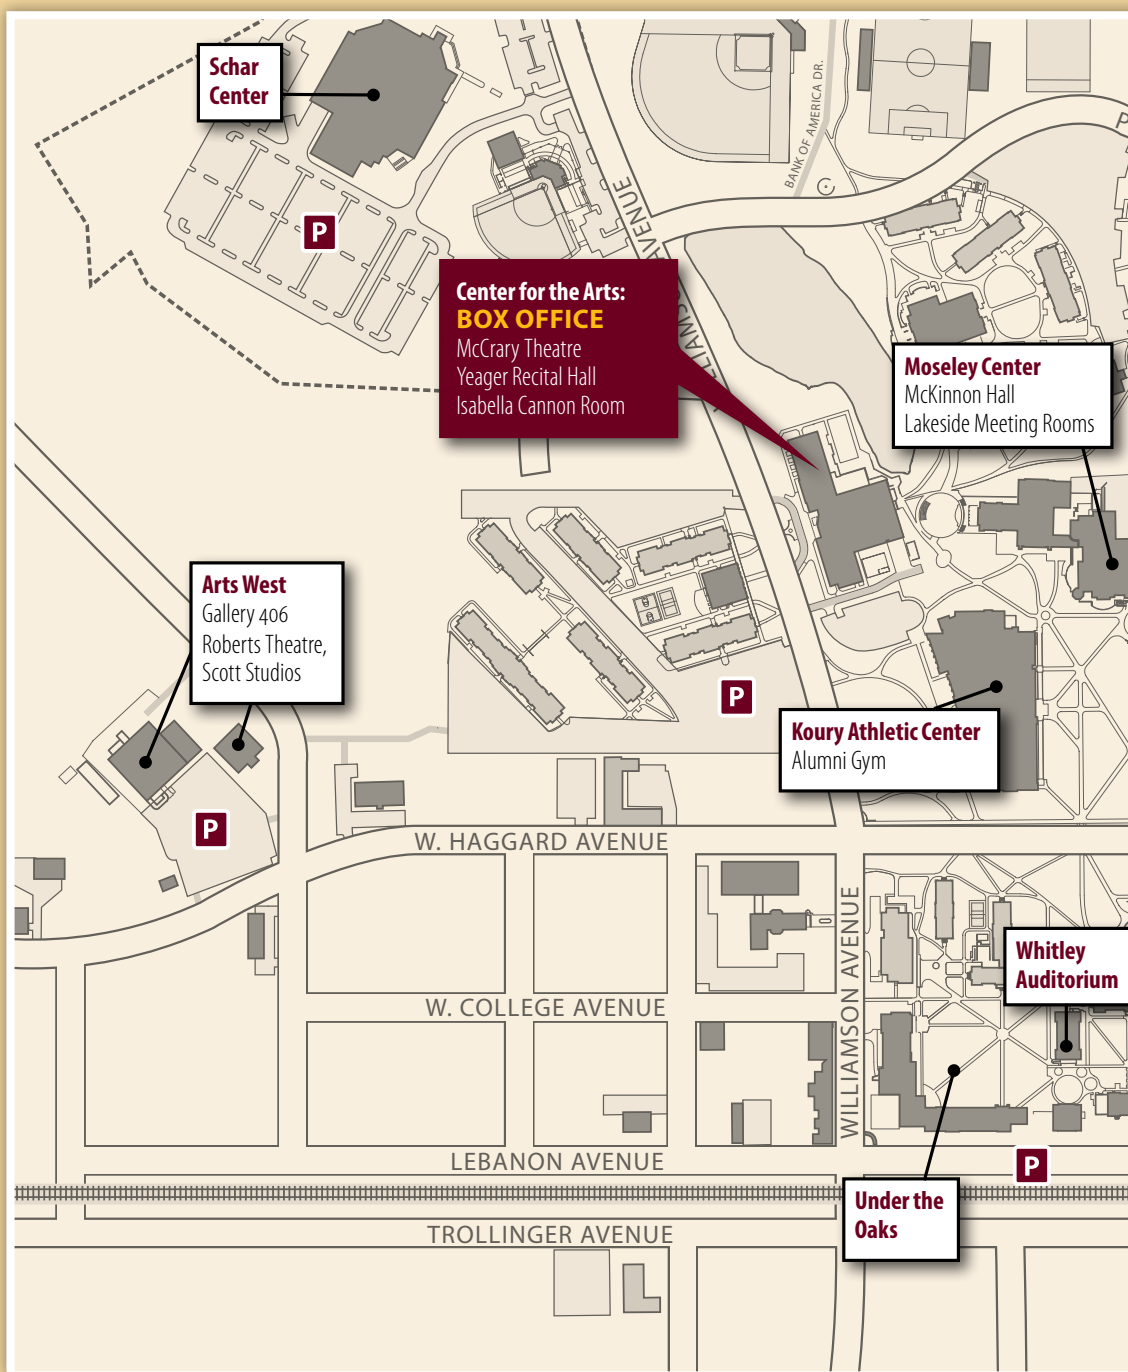 Schar
Center
BANK OF AMERICA DR.
P
P
WILLIAMSON AVENUE
Center for the Arts:
BOX OFFICE
McCrary Theatre
Yeager Recital Hall
Isabella Cannon Room
Moseley Center
McKinnon Hall
Lakeside Meeting Rooms
Arts West
Gallery 406
Roberts Theatre,
Scott Studios
P
Koury Athletic Center
Alumni Gym
P
W. HAGGARD AVENUE
WILLIAMSON AVENUE
Whitley
Auditorium
W. COLLEGE AVENUE
LEBANON AVENUE
P
Under the
Oaks
TROLLINGER AVENUE